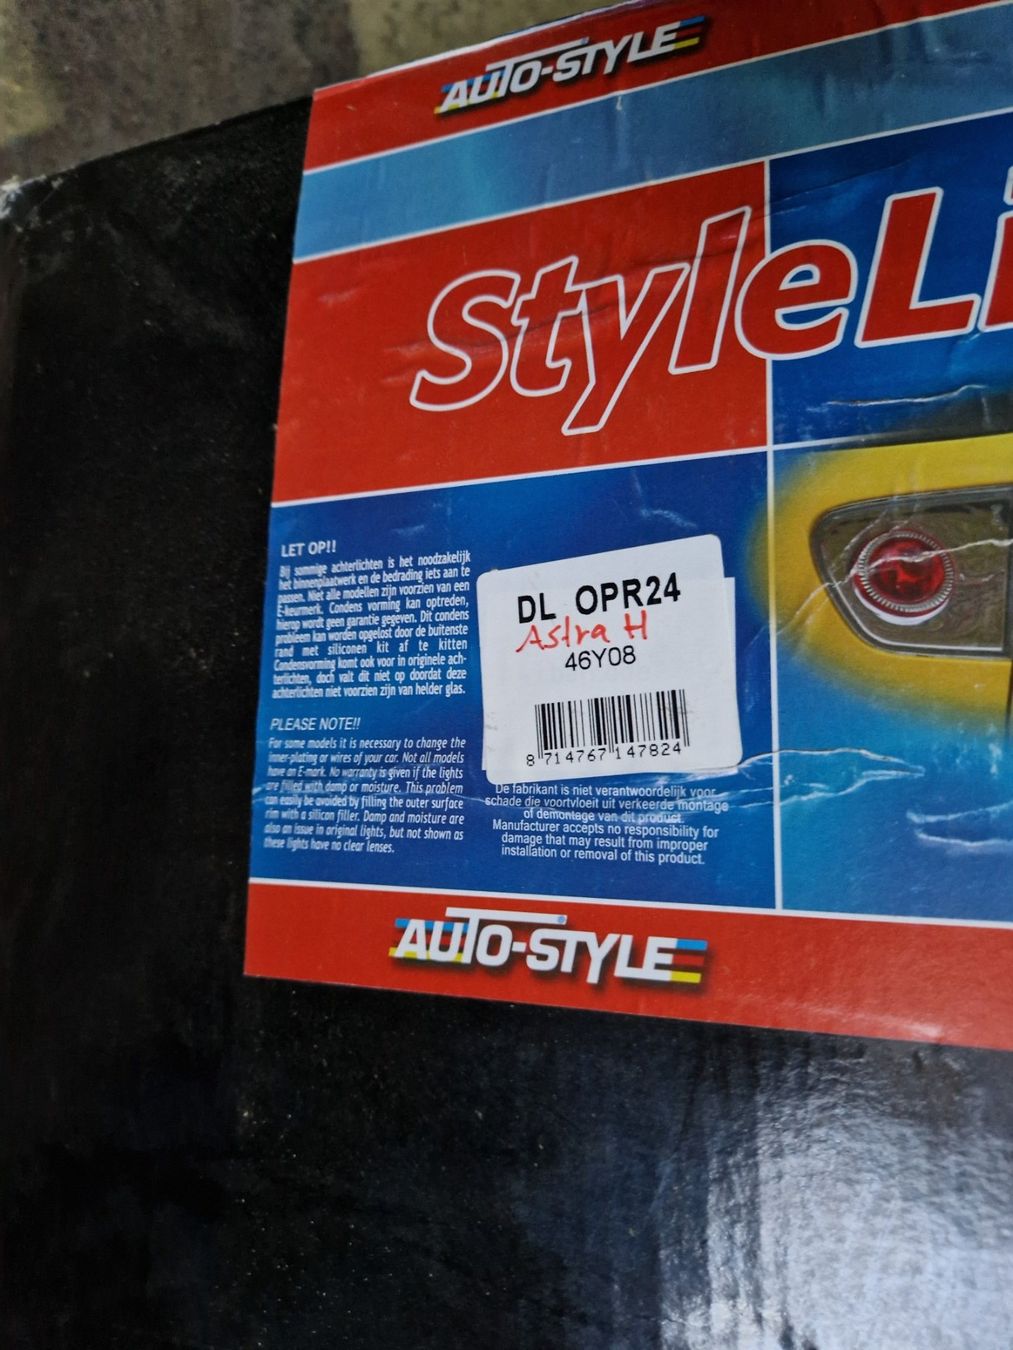 AUTO-STYLE
StyleLi
LET OP!!
Bij sommige achterlichten is het noodzakelijk
het binnenplaatwerk en de bedrading iets aan te
passen. Niet alle modellen zijn voorzien van een
E-keurmerk. Condens vorming kan optreden,
hierop wordt geen garantie gegeven. Dit condens
probleem kan worden opgelost door de buitenste
rand met siliconen kit af te kitten
Condensvorming komt ook voor in originele ach-
terlichten, doch valt dit niet op doordat deze
achterlichten niet voorzien zijn van helder glas.
PLEASE NOTE!!
For some models it is necessary to change the
inner-plating or wires of your car. Not all models
have an E-mark. No warranty is given if the lights
are filled with damp or moisture. This problem
can easily be avoided by filling the outer surface
rim with a silicon filler. Damp and moisture are
also an issue in original lights, but not shown as
these lights have no clear lenses.
DL OPR24
Astra H
46Y08
8 714767 147824
De fabrikant is niet verantwoordelijk voor
schade die voortvloeit uit verkeerde montage
of demontage van dit product.
Manufacturer accepts no responsibility for
damage that may result from improper
installation or removal of this product.
AUTO-STYLE